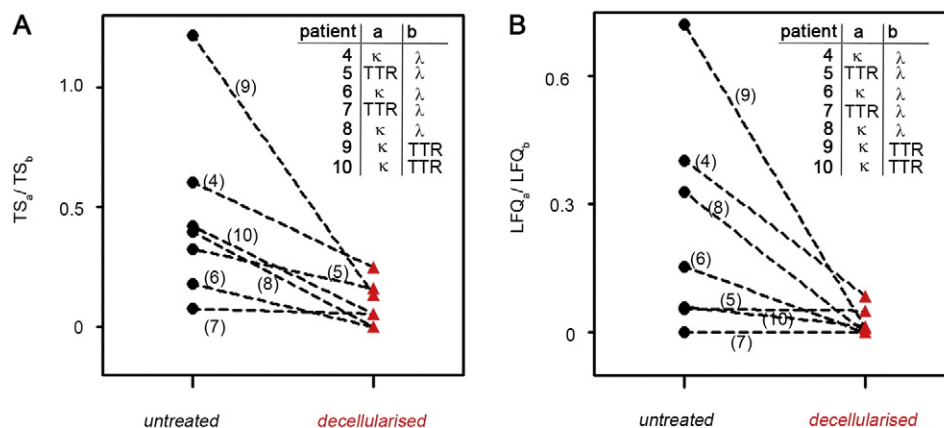 A
patient a b
4 κ λ
5 TTR λ
6 κ λ
7 TTR λ
8 κ λ
9 κ TTR
10 κ TTR
1.0
0.5
0
TSa/ TSb
(9)
(4)
(10)
(5)
(8)
(6)
(7)
untreated decellularised
B
patient a b
4 κ λ
5 TTR λ
6 κ λ
7 TTR λ
8 κ λ
9 κ TTR
10 κ TTR
0.6
0.3
0
LFQa/ LFQb
(9)
(4)
(8)
(6)
(5)
(10)
(7)
untreated decellularised